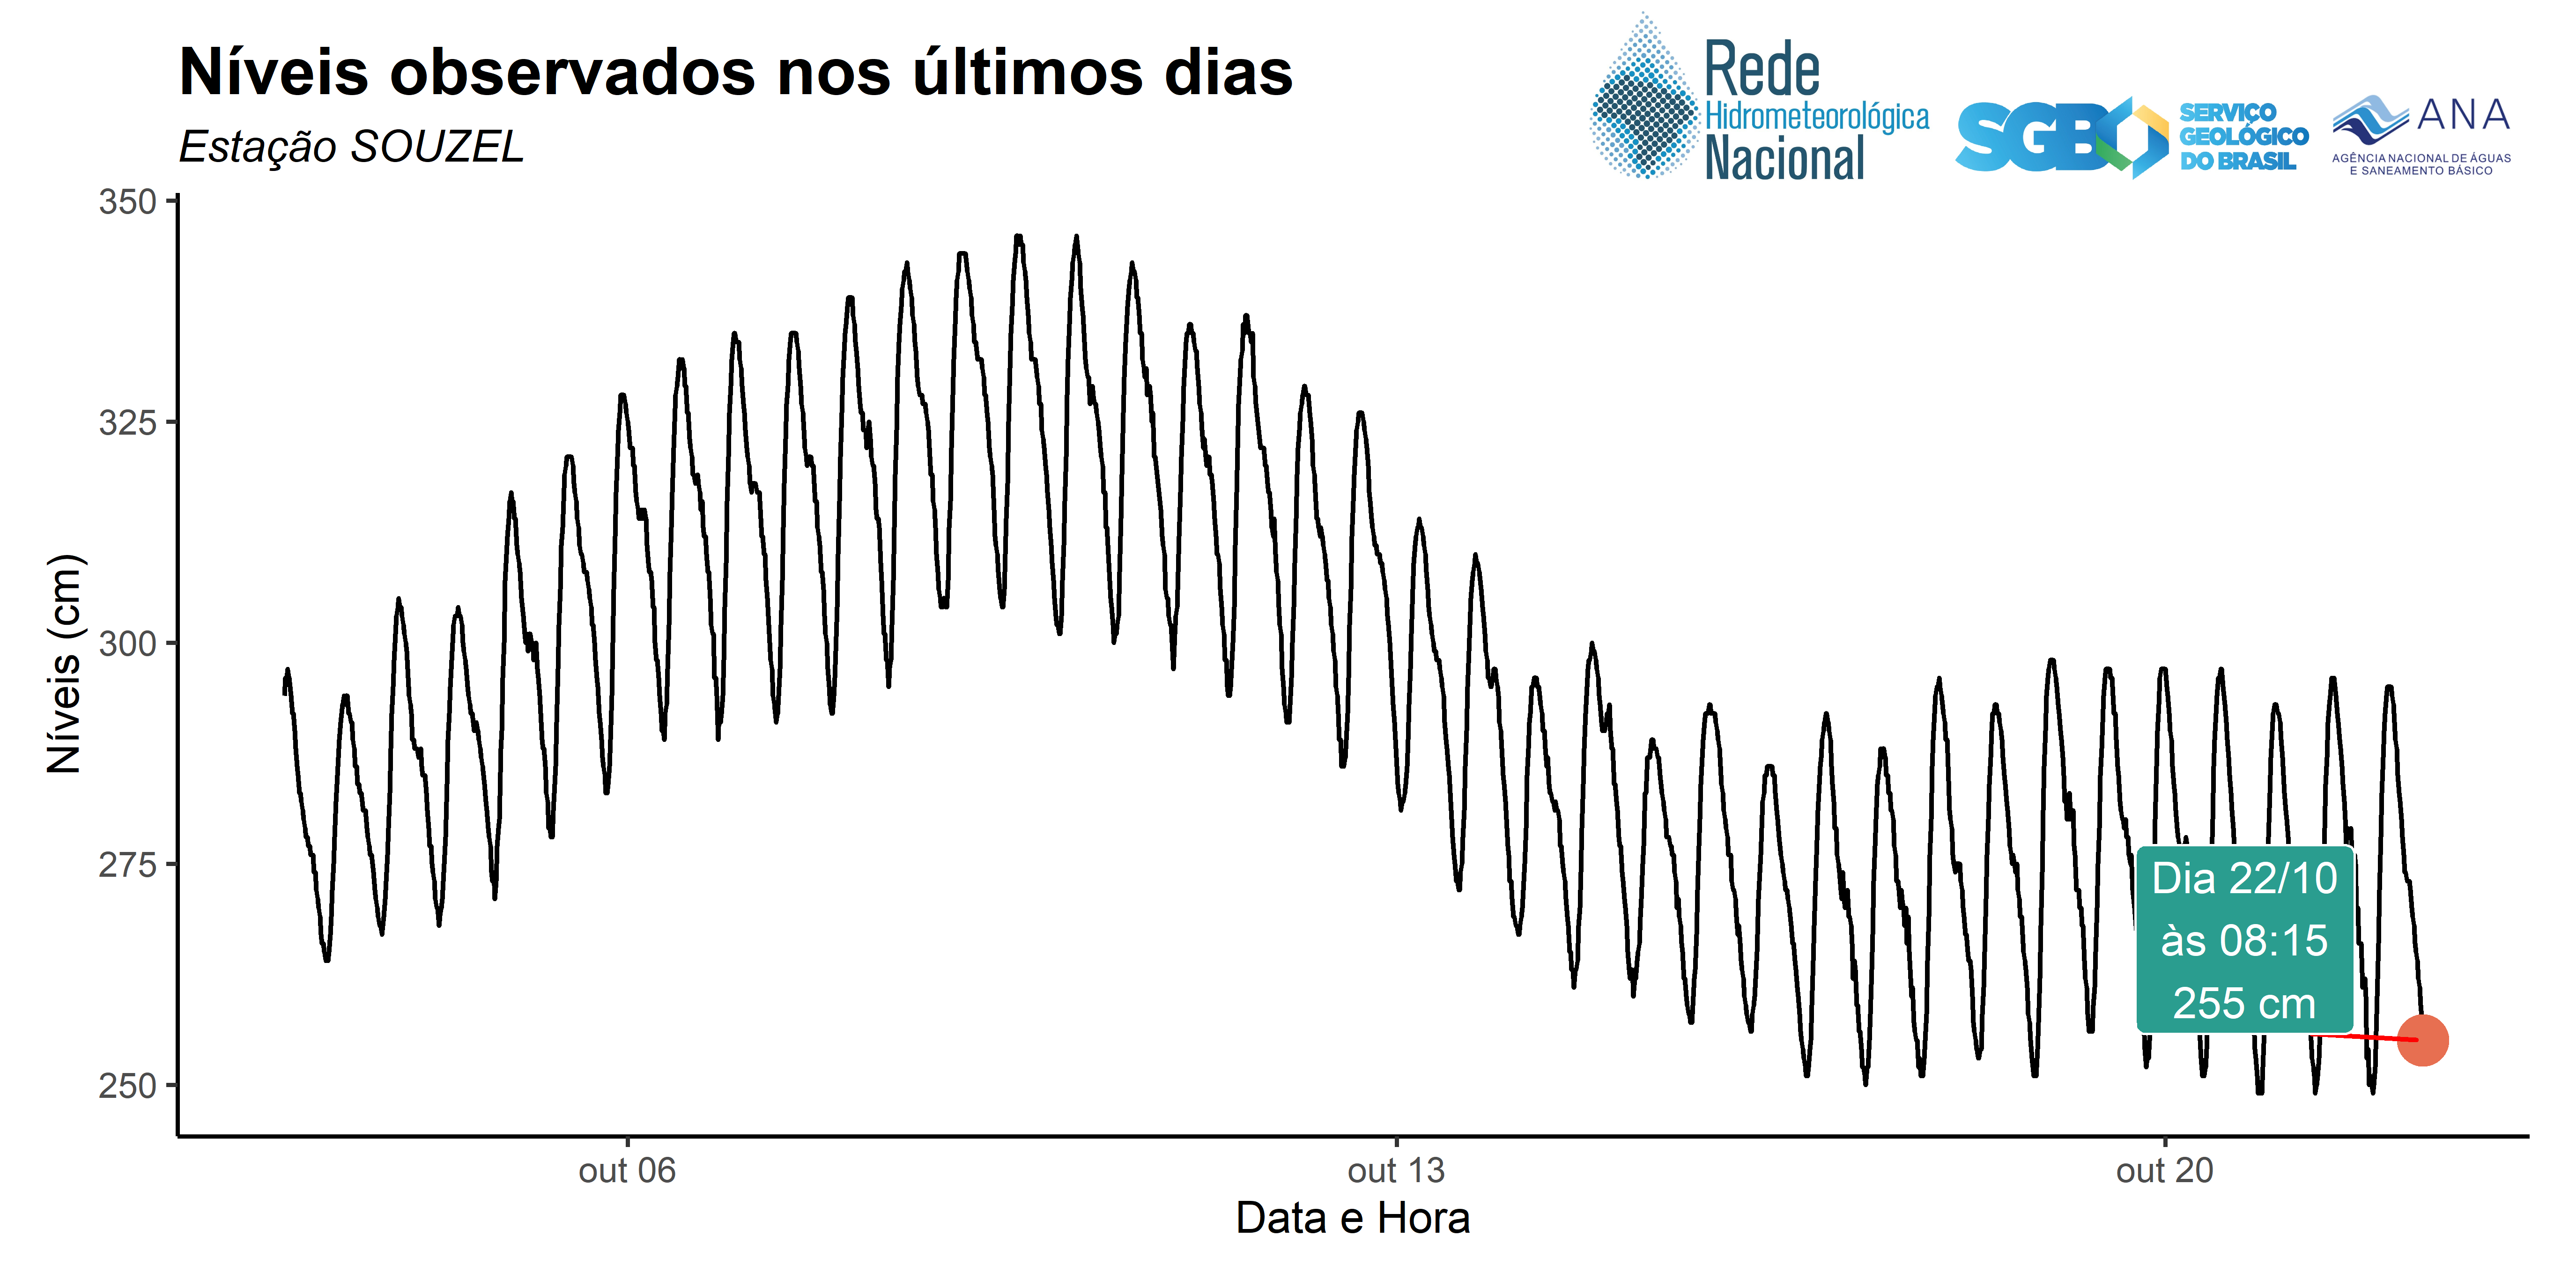 Níveis observados nos últimos dias
Estação SOUZEL
Rede
Hidrometeorológica
Nacional
SGB
SERVIÇO
GEOLÓGICO
DO BRASIL
ANA
AGÊNCIA NACIONAL DE ÁGUAS
E SANEAMENTO BÁSICO
Níveis (cm)
350
325
300
275
250
Dia 22/10
às 08:15
255 cm
out 06
out 13
out 20
Data e Hora